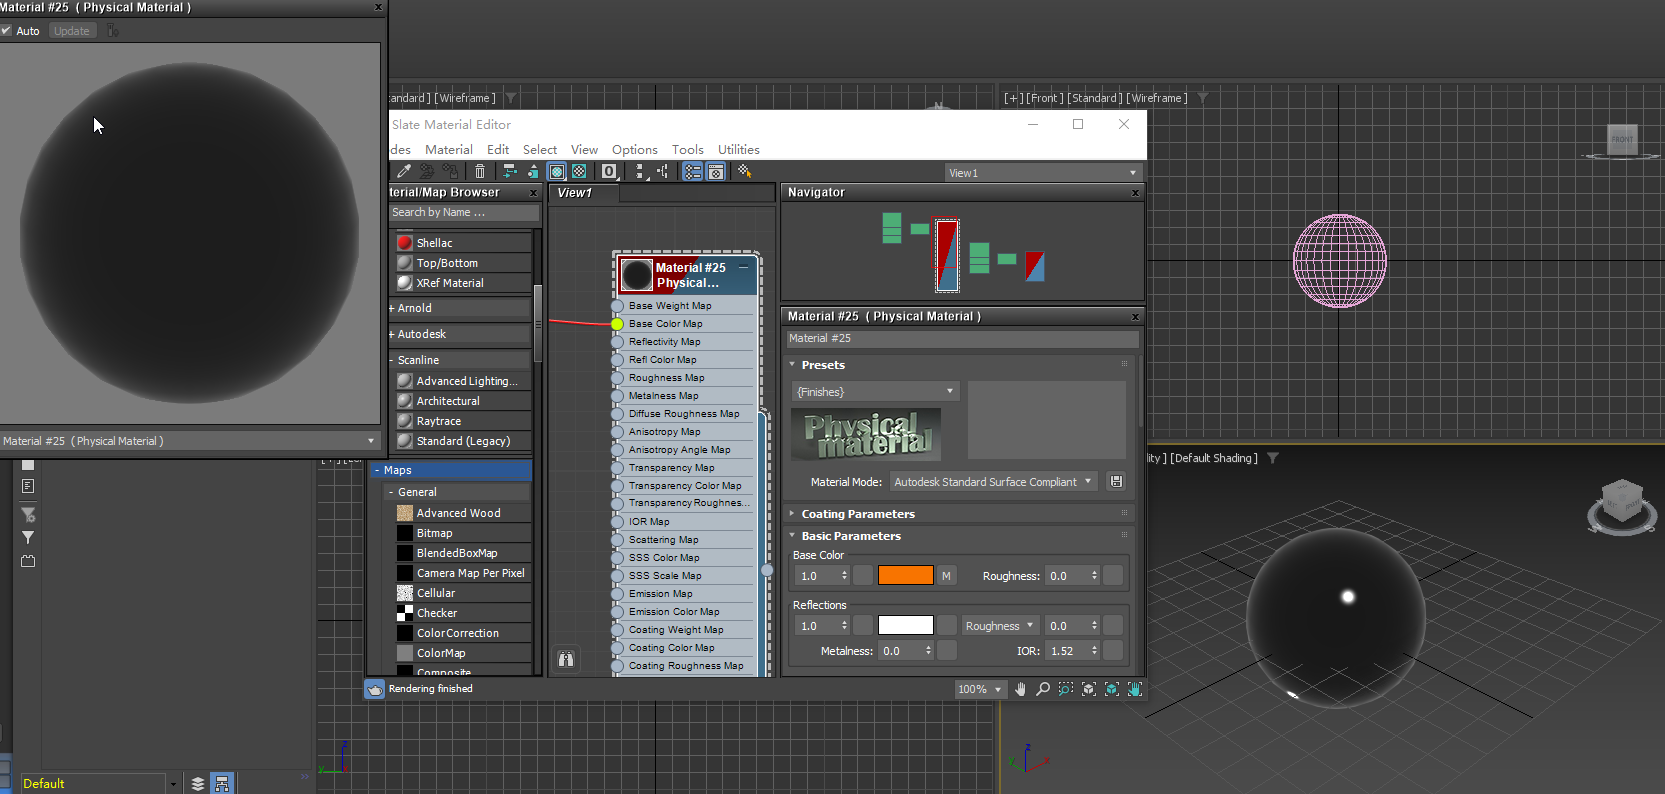 Material #25 ( Physical Material )
x
Auto
Update
Material #25 ( Physical Material )
andard ] [Wireframe ]
[+] [Front ] [Standard ] [Wireframe ]
N
FRONT
Slate Material Editor
des Material Edit Select View Options Tools Utilities
0
View1
terial/Map Browser x
Search by Name ...
Shellac
Top/Bottom
XRef Material
+ Arnold
+ Autodesk
- Scanline
Advanced Lighting...
Architectural
Raytrace
Standard (Legacy)
- Maps
- General
Advanced Wood
Bitmap
BlendedBoxMap
Camera Map Per Pixel
Cellular
Checker
ColorCorrection
ColorMap
Composite
View1
Material #25
Physical...
Base Weight Map
Base Color Map
Reflectivity Map
Refl Color Map
Roughness Map
Metalness Map
Diffuse Roughness Map
Anisotropy Map
Anisotropy Angle Map
Transparency Map
Transparency Color Map
Transparency Roughnes...
IOR Map
Scattering Map
SSS Color Map
SSS Scale Map
Emission Map
Emission Color Map
Coating Weight Map
Coating Color Map
Coating Roughness Map
Navigator x
Material #25 ( Physical Material ) x
Material #25
Presets
{Finishes}
Physical
material
Material Mode: Autodesk Standard Surface Compliant
Coating Parameters
Basic Parameters
Base Color
1.0 M Roughness: 0.0
Reflections
1.0 Roughness 0.0
Metalness: 0.0 IOR: 1.52
Rendering finished
100%
lity ] [Default Shading ]
W
S
Default
z
y
z
y
x